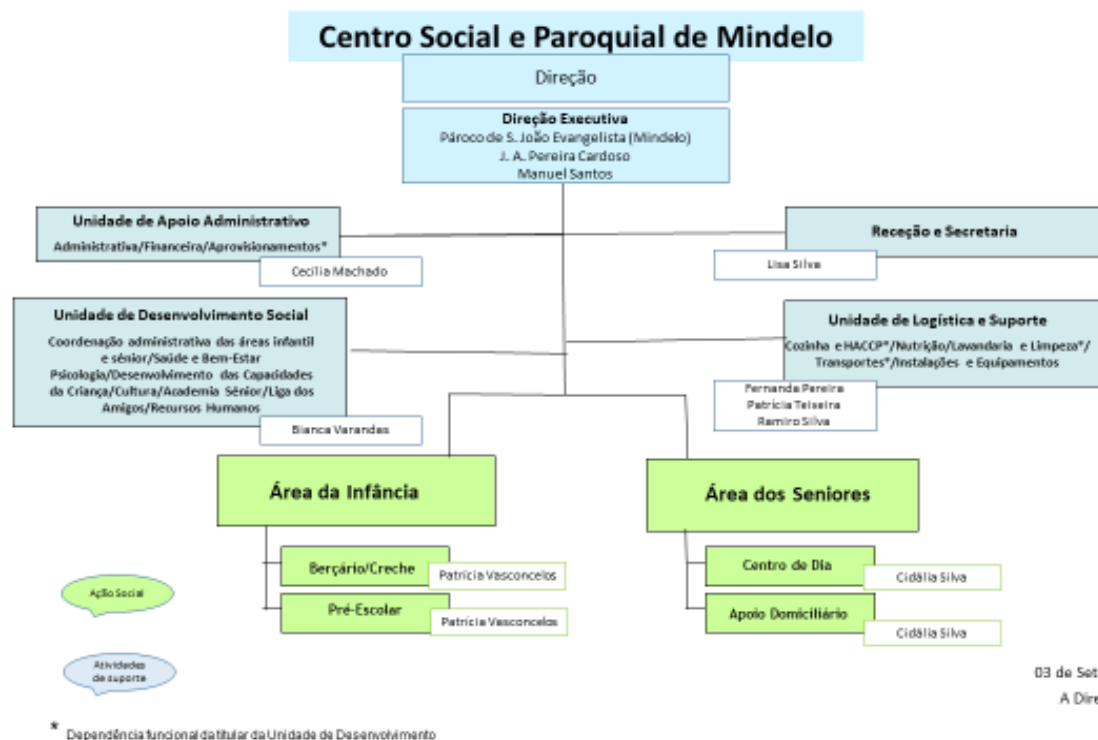 Centro Social e Paroquial de Mindelo
Direção
Direção Executiva
Pároco de S. João Evangelista (Mindelo)
J. A. Pereira Cardoso
Manuel Santos
Unidade de Apoio Administrativo
Administrativa/Financeira/Aprovisionamentos*
Cecília Machado
Receção e Secretaria
Lisa Silva
Unidade de Desenvolvimento Social
Coordenação administrativa das áreas infantil
e sénior/Saúde e Bem-Estar
Psicologia/Desenvolvimento das Capacidades
da Criança/Cultura/Academia Sénior/Liga dos
Amigos/Recursos Humanos
Bianca Varandas
Unidade de Logística e Suporte
Cozinha e HACCP*/Nutrição/Lavandaria e Limpeza*/
Transportes*/Instalações e Equipamentos
Fernanda Pereira
Patrícia Teixeira
Ramiro Silva
Área da Infância
Berçário/Creche
Patrícia Vasconcelos
Pré-Escolar
Patrícia Vasconcelos
Área dos Seniores
Centro de Dia
Cidália Silva
Apoio Domiciliário
Cidália Silva
Ação Social
Atividades
de suporte
03 de Set
A Dire
* Dependência funcional da titular da Unidade de Desenvolvimento